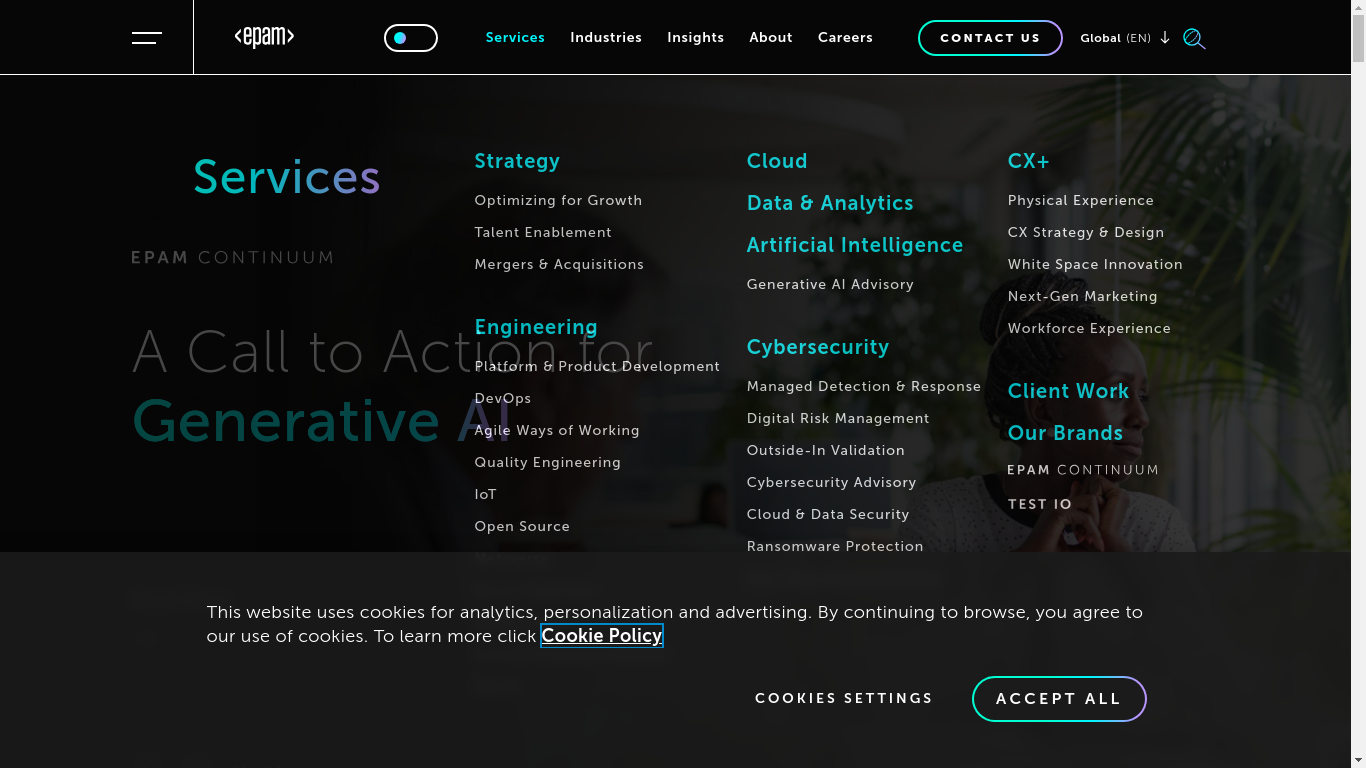 <epam>
Services
Industries
Insights
About
Careers
CONTACT US
Global (EN)
Services
EPAM CONTINUUM
A Call to Action for
Generative AI
Strategy
Optimizing for Growth
Talent Enablement
Mergers & Acquisitions
Engineering
Platform & Product Development
DevOps
Agile Ways of Working
Quality Engineering
IoT
Open Source
Cloud
Data & Analytics
Artificial Intelligence
Generative AI Advisory
Cybersecurity
Managed Detection & Response
Digital Risk Management
Outside-In Validation
Cybersecurity Advisory
Cloud & Data Security
Ransomware Protection
CX+
Physical Experience
CX Strategy & Design
White Space Innovation
Next-Gen Marketing
Workforce Experience
Client Work
Our Brands
EPAM CONTINUUM
TEST IO
This website uses cookies for analytics, personalization and advertising. By continuing to browse, you agree to
our use of cookies. To learn more click Cookie Policy
COOKIES SETTINGS
ACCEPT ALL